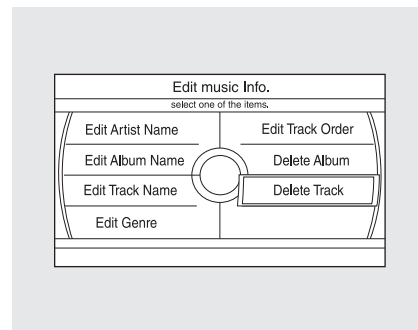 Edit music Info.
select one of the items.
Edit Artist Name
Edit Album Name
Edit Track Name
Edit Genre
Edit Track Order
Delete Album
Delete Track